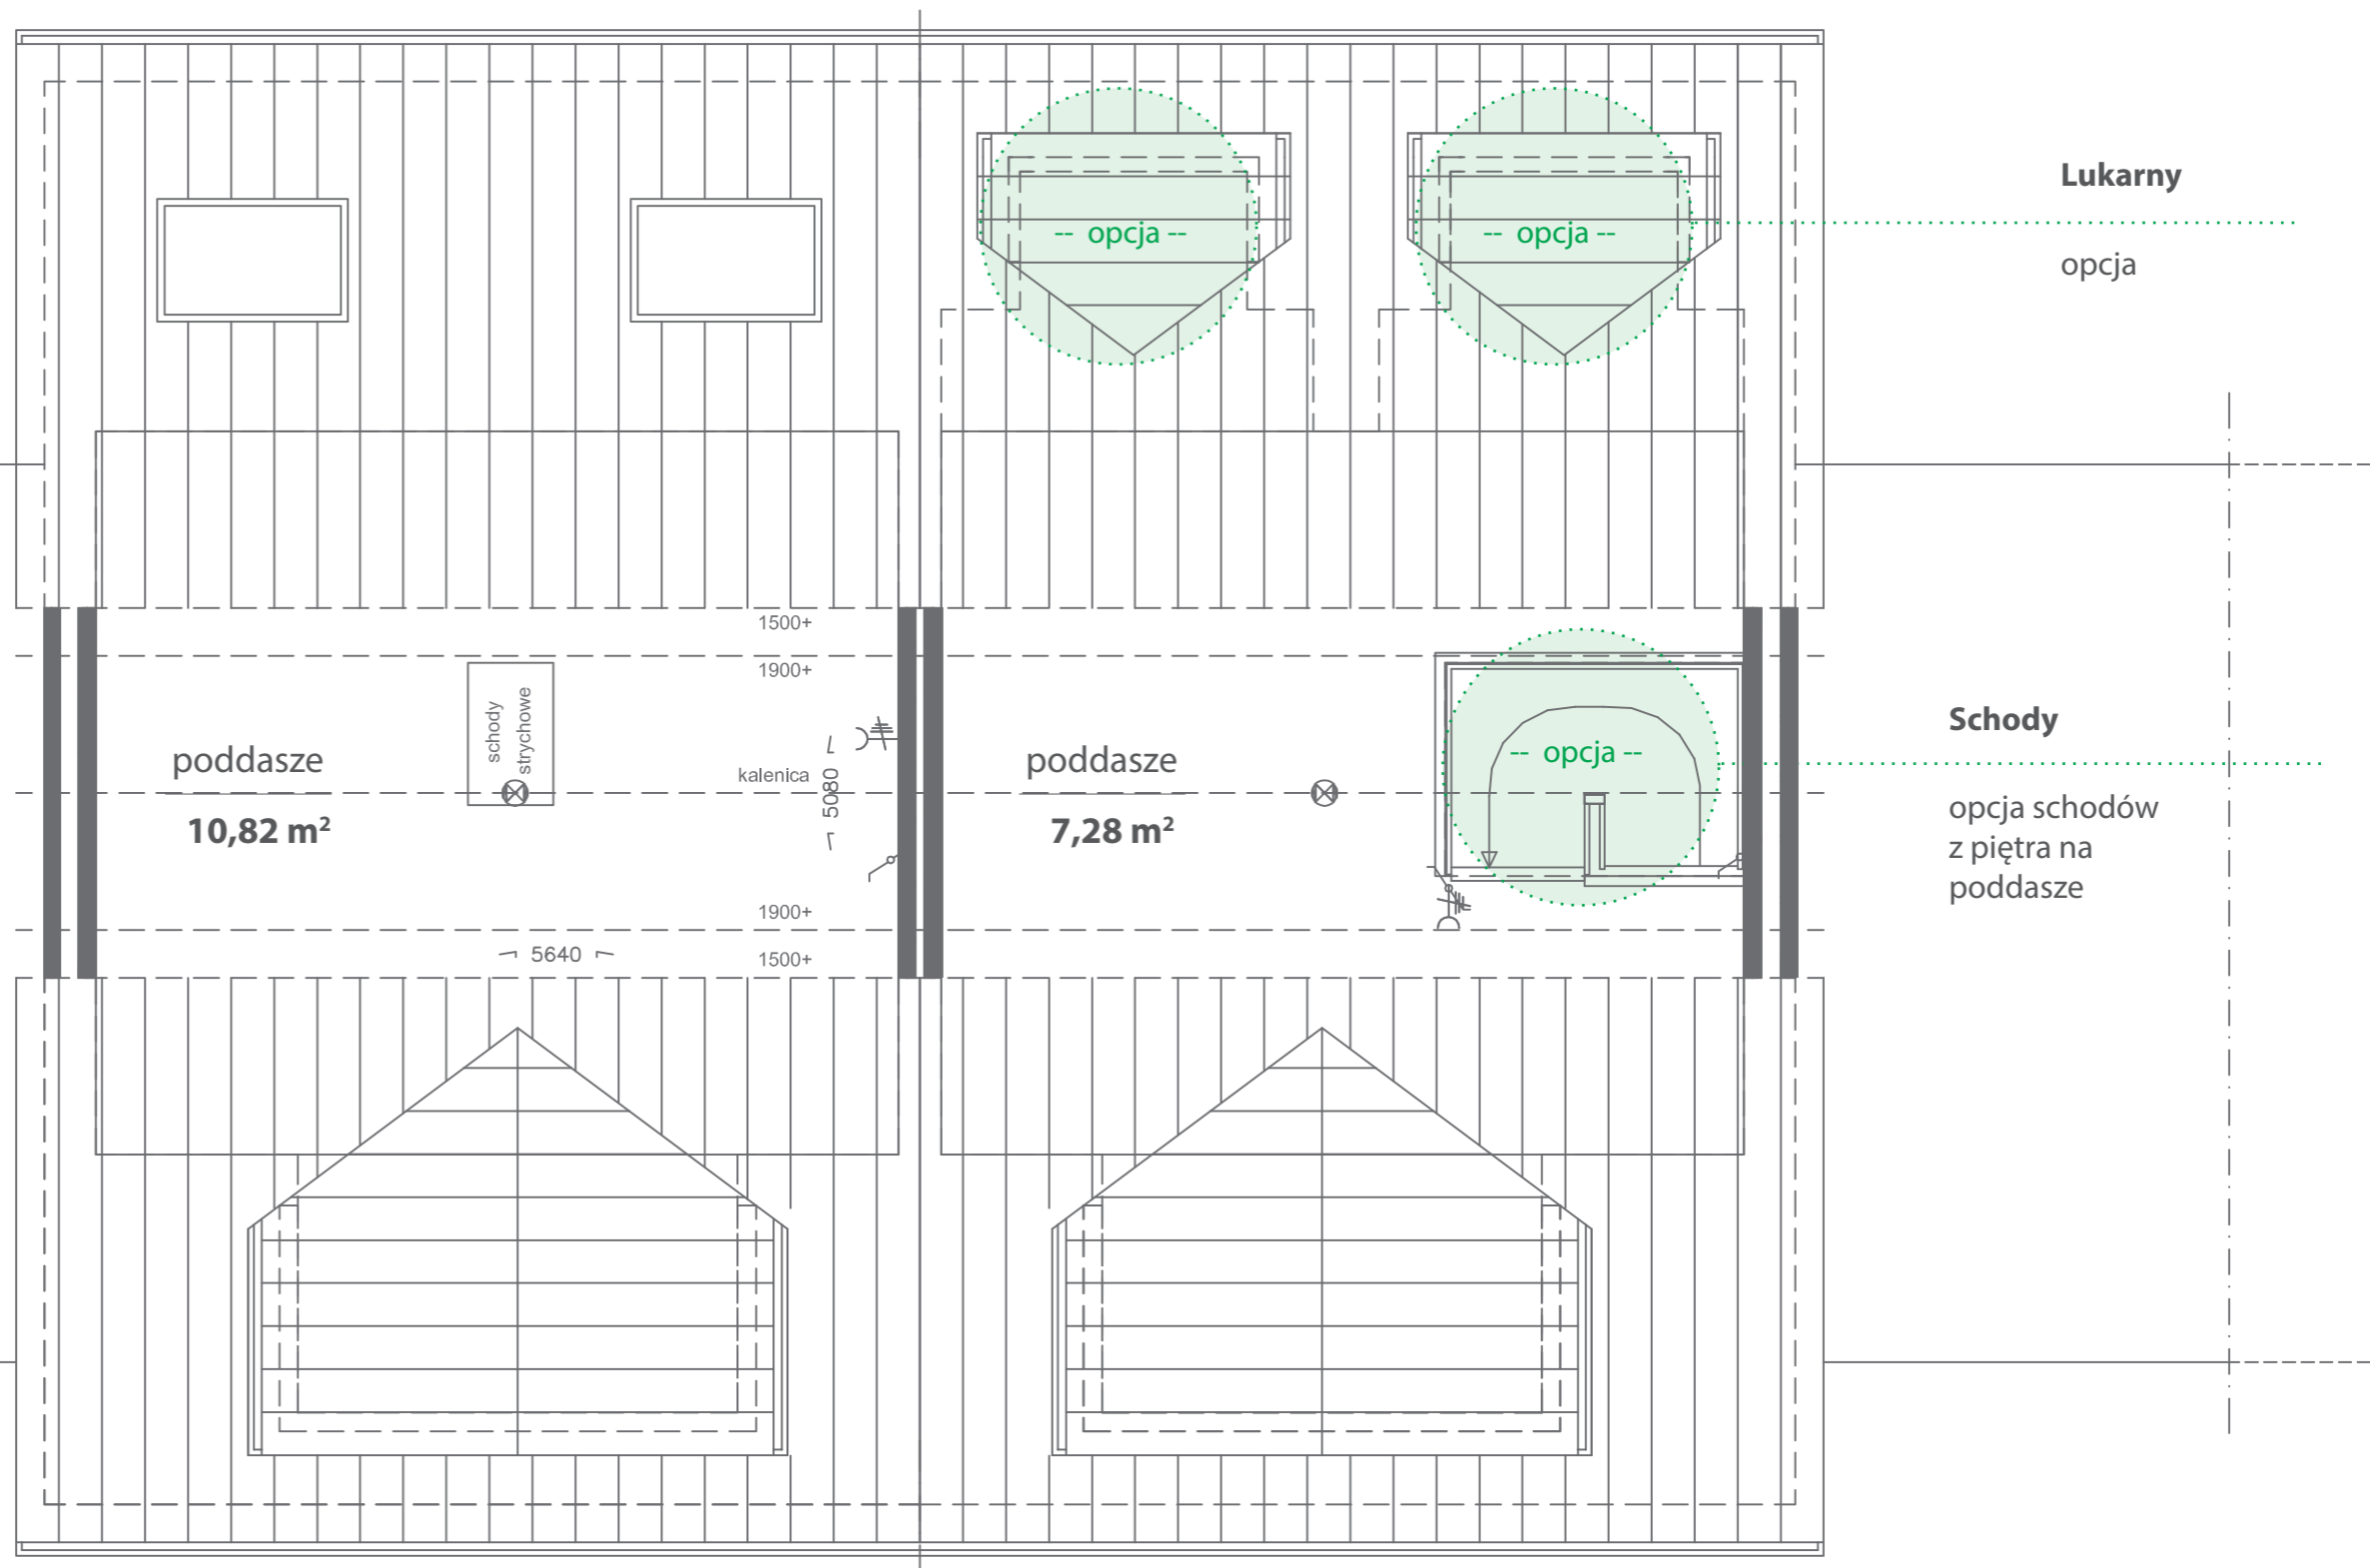 -- opcja --
-- opcja --
Lukarny
opcja
1500+
1900+
schody
strychowe
poddasze
10,82 m²
kalenica
5080
1900+
5640
1500+
poddasze
7,28 m²
-- opcja --
Schody
opcja schodów
z piętra na
poddasze